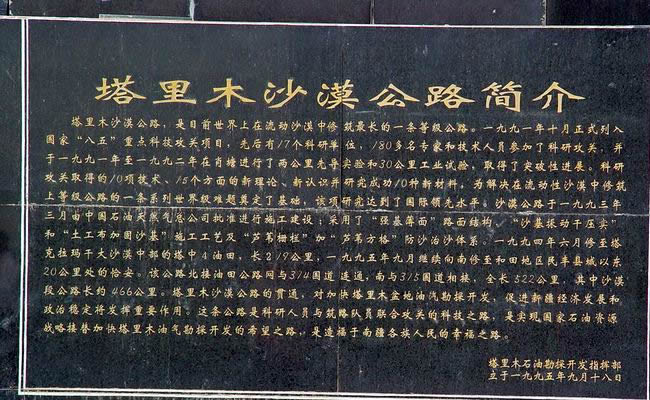 塔里木沙漠公路简介
塔里木沙漠公路，是目前世界上在流动沙漠中修筑最长的一条等级公路。一九九一年十月正式列入
国家“八五”重点科技攻关项目，先后有17个科研单位，180多名专家和技术人员参加了科研攻关，并
于一九九一年至一九九二年在肖塘进行了两公里先导实验和30公里工业试验，取得了突破性进展。科研
攻关取得的10项技术、15个方面的新理论、新认识并研究成功10种新材料，为解决在流动性沙漠中修筑
上等级公路的一系列世界级难题奠定了基础，该项研究达到了国际领先水平。沙漠公路于一九九三年
三月由中国石油天然气总公司批准进行施工建设，采用了“强基薄面”路面结构、“沙基振动干压实”
和“土工布加固沙基”施工工艺及“芦苇栅栏”加“芦苇方格”防沙治沙体系。一九九四年六月修至塔
克拉玛干大沙漠中部的塔中4油田，长219公里，一九九五年九月继续向南修至和田地区民丰县城以东
20公里处的恰安。该公路北接油田公路网与314国道连通，南与315国道相接，全长522公里，其中沙漠
段公路长约466公里。塔里木沙漠公路的贯通，对加快塔里木盆地油汽勘探开发、促进新疆经济发展和
政治稳定将发挥重要作用。这条公路是科研人员与筑路队员联合攻关的科技之路，是实现国家石油资源
战略接替加快塔里木油气勘探开发的希望之路，是造福于南疆各族人民的幸福之路。
塔里木石油勘探开发指挥部
立于一九九五年九月十八日